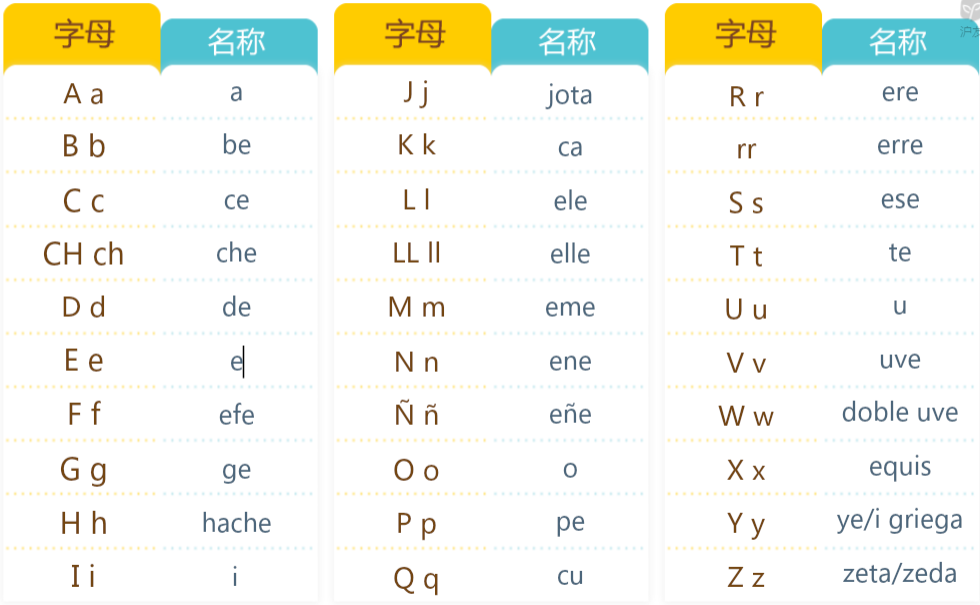 字母 名称
A a a
B b be
C c ce
CH ch che
D d de
E e e
F f efe
G g ge
H h hache
I i i
字母 名称
J j jota
K k ca
L l ele
LL ll elle
M m eme
N n ene
Ñ ñ eñe
O o o
P p pe
Q q cu
字母 名称
R r ere
rr erre
S s ese
T t te
U u u
V v uve
W w doble uve
X x equis
Y y ye/i griega
Z z zeta/zeda